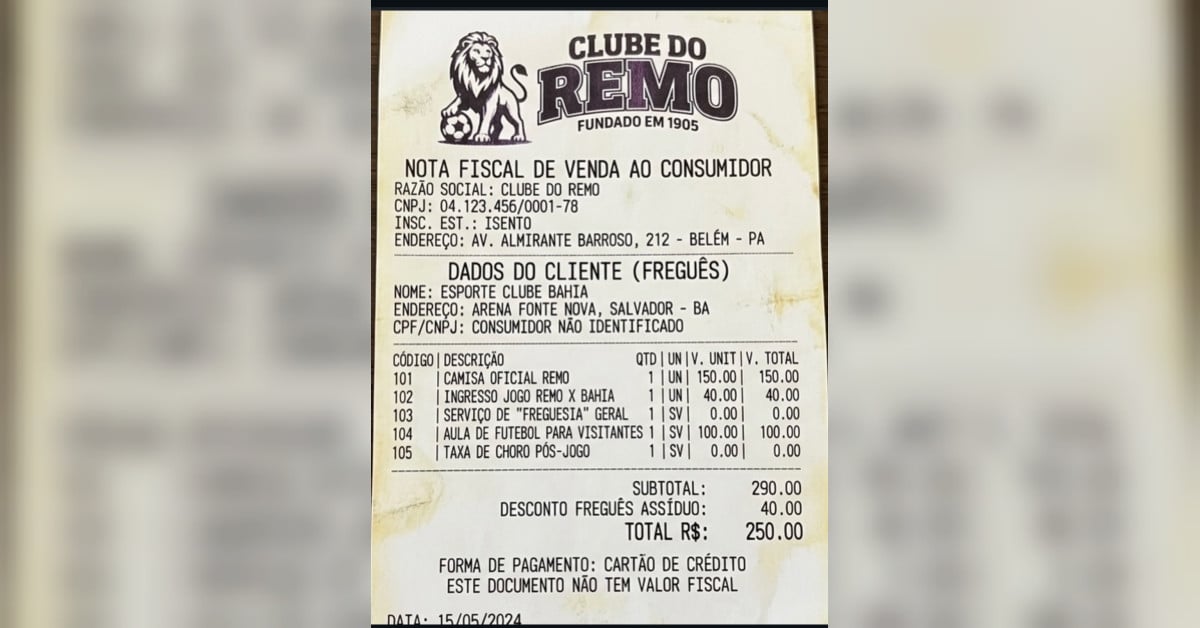 CLUBE DO
REMO
FUNDADO EM 1905
NOTA FISCAL DE VENDA AO CONSUMIDOR
RAZÃO SOCIAL: CLUBE DO REMO
CNPJ: 04.123.456/0001-78
INSC. EST.: ISENTO
ENDEREÇO: AV. ALMIRANTE BARROSO, 212 - BELÉM - PA
DADOS DO CLIENTE (FREGUÊS)
NOME: ESPORTE CLUBE BAHIA
ENDEREÇO: ARENA FONTE NOVA, SALVADOR - BA
CPF/CNPJ: CONSUMIDOR NÃO IDENTIFICADO
CÓDIGO| DESCRIÇÃO QTD | UN | V. UNIT | V. TOTAL
101 | CAMISA OFICIAL REMO 1 | UN | 150.00 | 150.00
102 | INGRESSO JOGO REMO X BAHIA 1 | UN | 40.00 | 40.00
103 | SERVIÇO DE "FREGUESIA" GERAL 1 | SV | 0.00 | 0.00
104 | AULA DE FUTEBOL PARA VISITANTES 1 | SV | 100.00 | 100.00
105 | TAXA DE CHORO PÓS-JOGO 1 | SV | 0.00 | 0.00
SUBTOTAL: 290.00
DESCONTO FREGUÊS ASSÍDUO: 40.00
TOTAL R$: 250.00
FORMA DE PAGAMENTO: CARTÃO DE CRÉDITO
ESTE DOCUMENTO NÃO TEM VALOR FISCAL
DATA: 15/05/2024